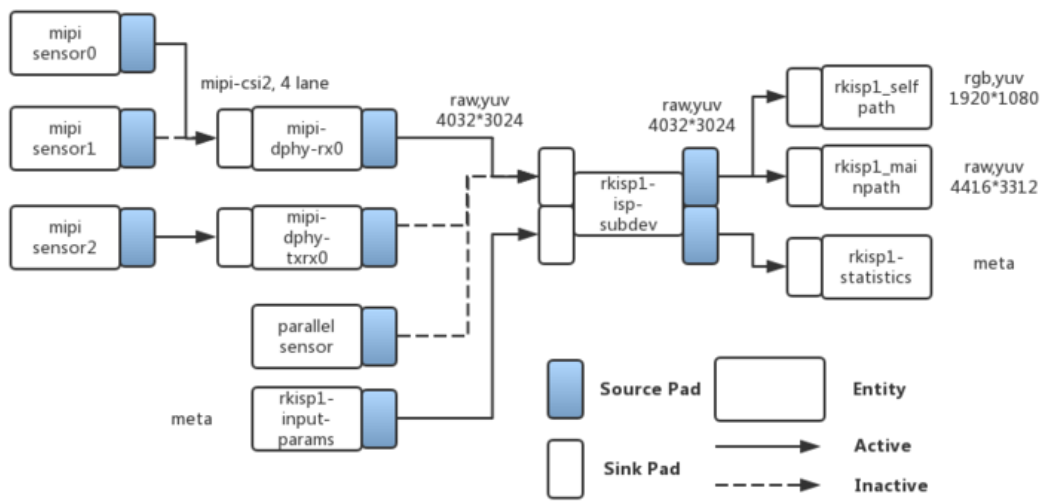 mipi
sensor0
mipi-csi2, 4 lane
mipi
sensor1
mipi-
dphy-rx0
raw,yuv
4032*3024
raw,yuv
4032*3024
rkisp1_self
path
rgb,yuv
1920*1080
rkisp1_mai
npath
raw,yuv
4416*3312
rkisp1-
isp-
subdev
mipi
sensor2
mipi-
dphy-
txrx0
rkisp1-
statistics
meta
parallel
sensor
meta
rkisp1-
input-
params
Source Pad
Entity
Sink Pad
Active
Inactive